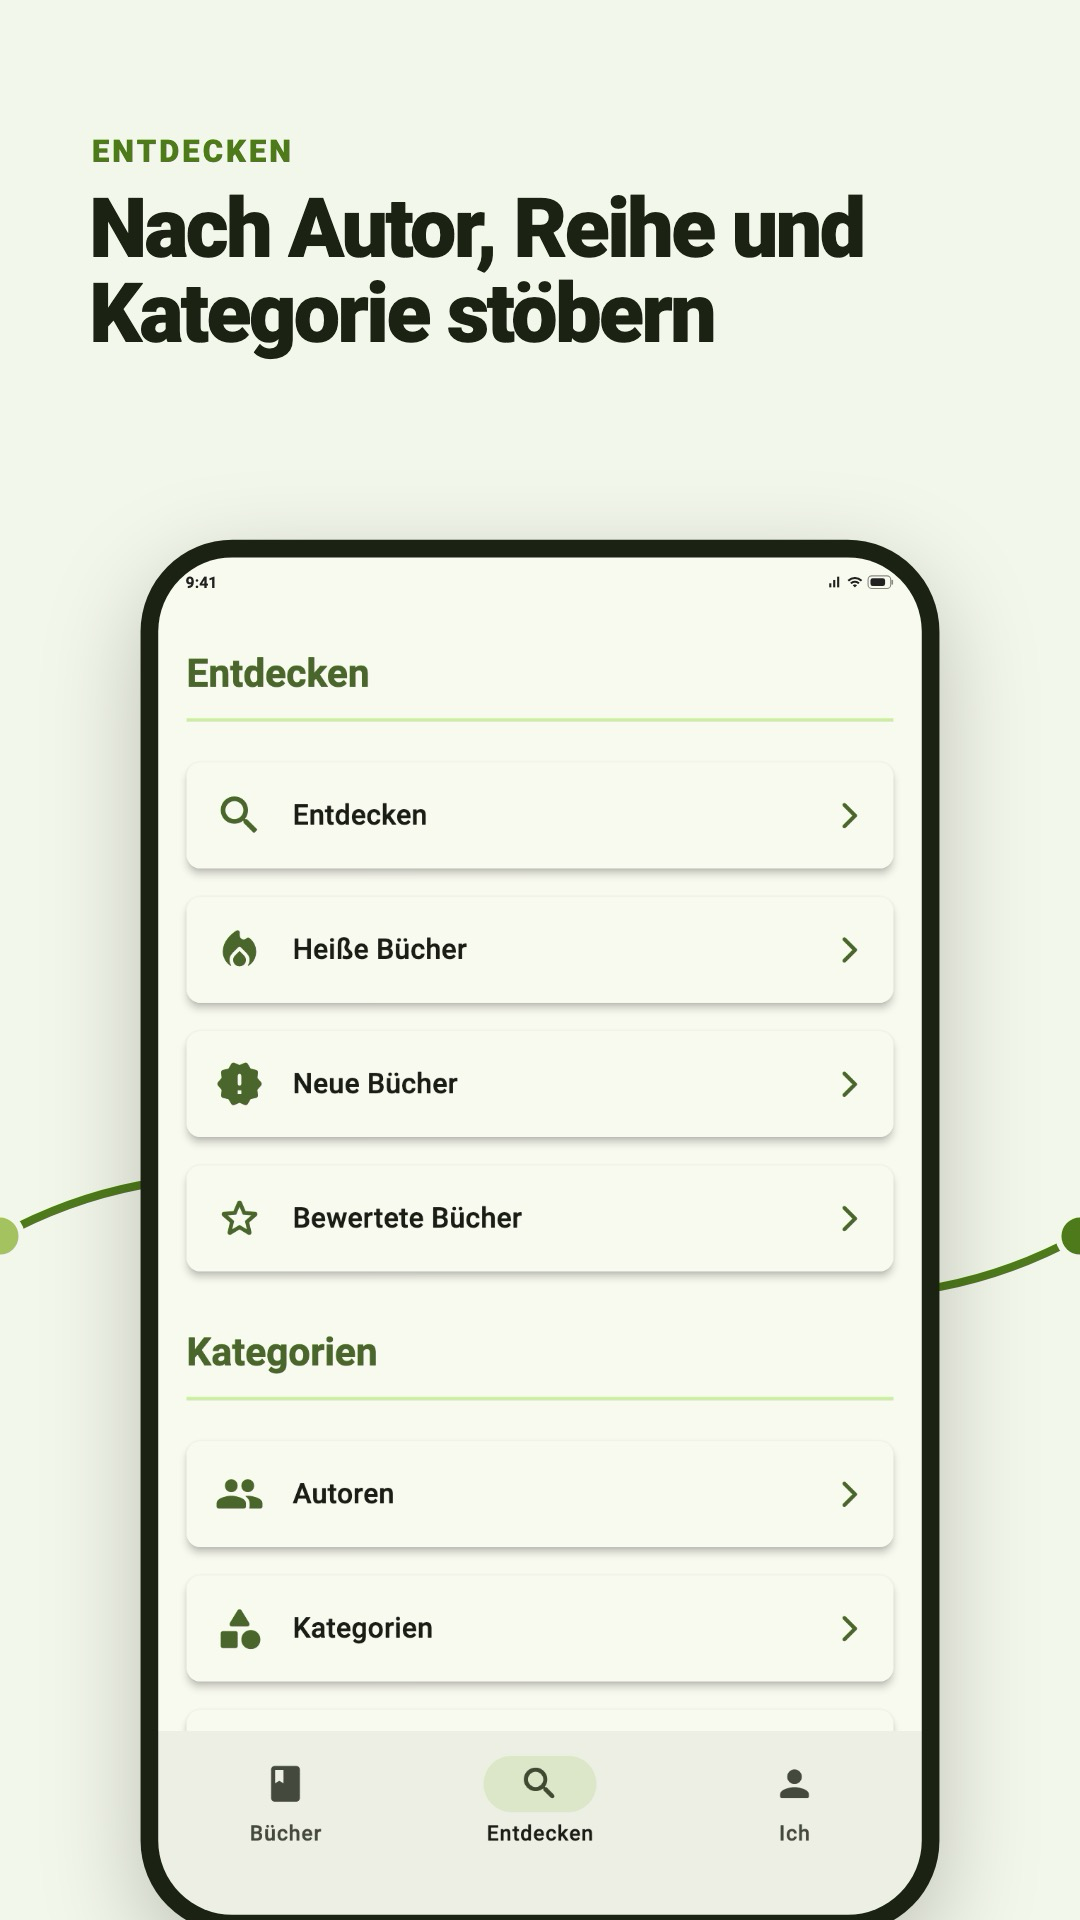 ENTDECKEN
Nach Autor, Reihe und
Kategorie stöbern
9:41
Entdecken
Entdecken
Heiße Bücher
Neue Bücher
Bewertete Bücher
Kategorien
Autoren
Kategorien
Bücher
Entdecken
Ich